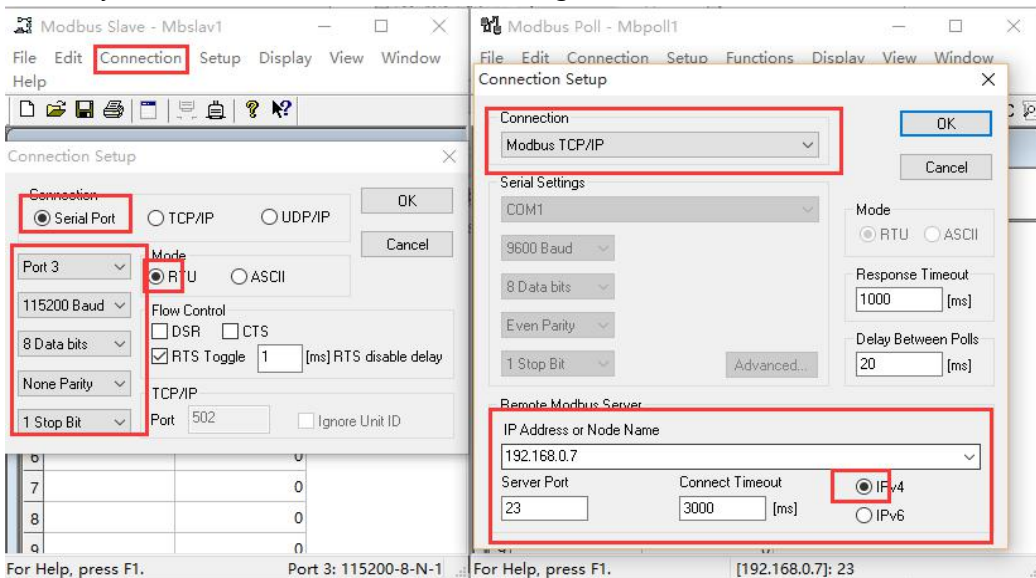 Modbus Slave - Mbslav1
File Edit Connection Setup Display View Window
Help
Connection Setup
Connection
Serial Port TCP/IP UDP/IP
OK
Cancel
Port 3
115200 Baud
8 Data bits
None Parity
1 Stop Bit
Mode
RTU ASCII
Flow Control
DSR CTS
RTS Toggle 1 [ms] RTS disable delay
TCP/IP
Port 502 Ignore Unit ID
6 0
7 0
8 0
9 0
For Help, press F1. Port 3: 115200-8-N-1
Modbus Poll - Mbpoll1
File Edit Connection Setup Functions Display View Window
Connection Setup
Connection
Modbus TCP/IP
OK
Cancel
Serial Settings
COM1
9600 Baud
8 Data bits
Even Parity
1 Stop Bit Advanced...
Mode
RTU ASCII
Response Timeout
1000 [ms]
Delay Between Polls
20 [ms]
Remote Modbus Server
IP Address or Node Name
192.168.0.7
Server Port Connect Timeout
23 3000 [ms]
IPv4
IPv6
For Help, press F1. [192.168.0.7]: 23